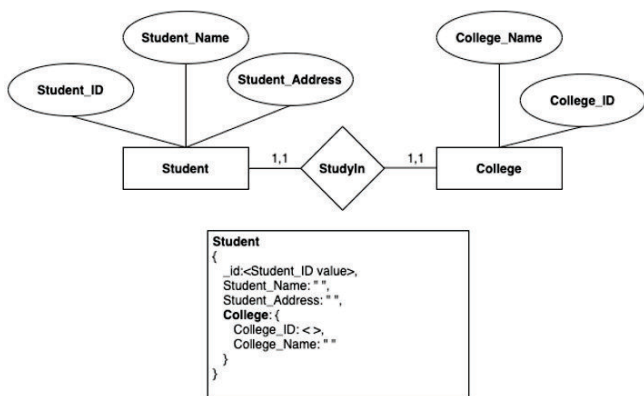 Student_Name
College_Name
Student_ID
Student_Address
College_ID
Student
1,1
StudyIn
1,1
College
Student
{
_id:<Student_ID value>,
Student_Name: " ",
Student_Address: " ",
College: {
College_ID: < >,
College_Name: " "
}
}